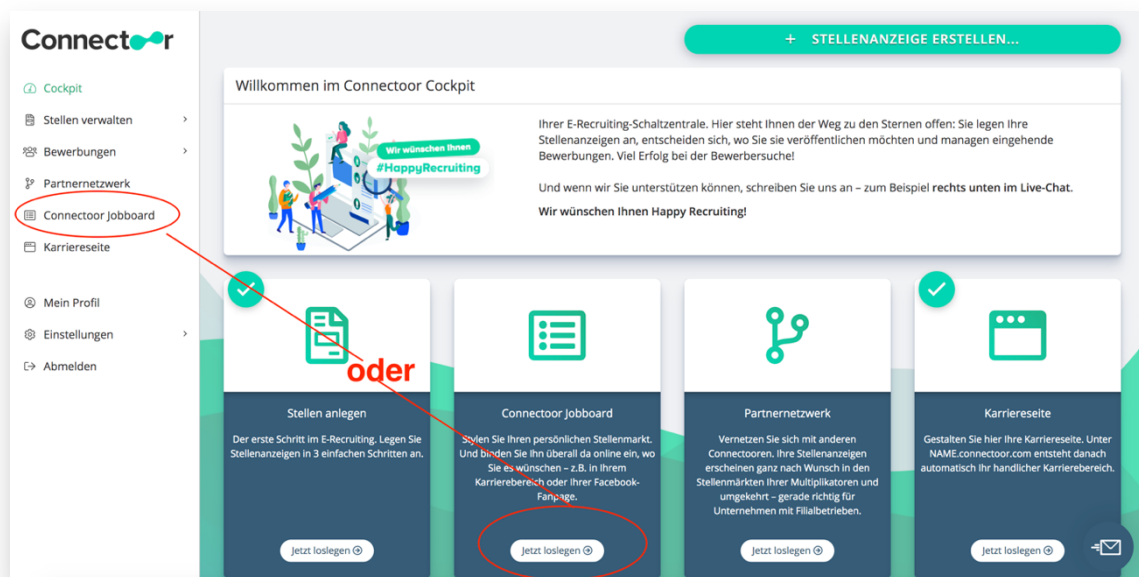 Connectoor
+ STELLENANZEIGE ERSTELLEN...
Cockpit
Stellen verwalten
Bewerbungen
Partnernetzwerk
Connectoor Jobboard
Karriereseite
Mein Profil
Einstellungen
Abmelden
Willkommen im Connectoor Cockpit
Wir wünschen Ihnen
#HappyRecruiting
Ihrer E-Recruiting-Schaltzentrale. Hier steht Ihnen der Weg zu den Sternen offen: Sie legen Ihre
Stellenanzeigen an, entscheiden sich, wo Sie sie veröffentlichen möchten und managen eingehende
Bewerbungen. Viel Erfolg bei der Bewerbersuche!
Und wenn wir Sie unterstützen können, schreiben Sie uns an – zum Beispiel rechts unten im Live-Chat.
Wir wünschen Ihnen Happy Recruiting!
oder
Stellen anlegen
Der erste Schritt im E-Recruiting. Legen Sie
Stellenanzeigen in 3 einfachen Schritten an.
Jetzt loslegen
Connectoor Jobboard
Stylen Sie Ihren persönlichen Stellenmarkt.
Und binden Sie Ihn überall da online ein, wo
Sie es wünschen – z.B. in Ihrem
Karrierebereich oder Ihrer Facebook-
Fanpage.
Jetzt loslegen
Partnernetzwerk
Vernetzen Sie sich mit anderen
Connectooren. Ihre Stellenanzeigen
erscheinen ganz nach Wunsch in den
Stellenmärkten Ihrer Multiplikatoren und
umgekehrt – gerade richtig für
Unternehmen mit Filialbetrieben.
Jetzt loslegen
Karriereseite
Gestalten Sie hier Ihre Karriereseite. Unter
NAME.connectoor.com entsteht danach
automatisch Ihr handlicher Karrierebereich.
Jetzt loslegen